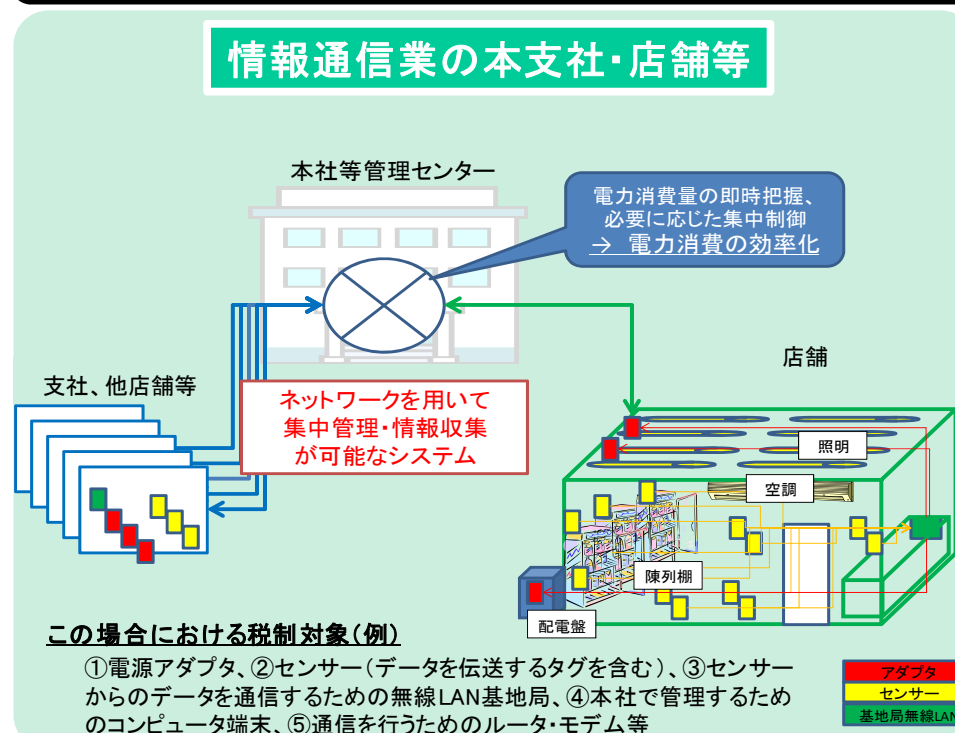 情報通信業の本支社・店舗等
本社等管理センター
電力消費量の即時把握、
必要に応じた集中制御
→ 電力消費の効率化
店舗
支社、他店舗等
ネットワークを用いて
集中管理・情報収集
が可能なシステム
照明
空調
陳列棚
配電盤
この場合における税制対象(例)
①電源アダプタ、②センサー(データを伝送するタグを含む)、③センサー
からのデータを通信するための無線LAN基地局、④本社で管理するため
のコンピュータ端末、⑤通信を行うためのルータ・モデム等
アダプタ
センサー
基地局無線LAN